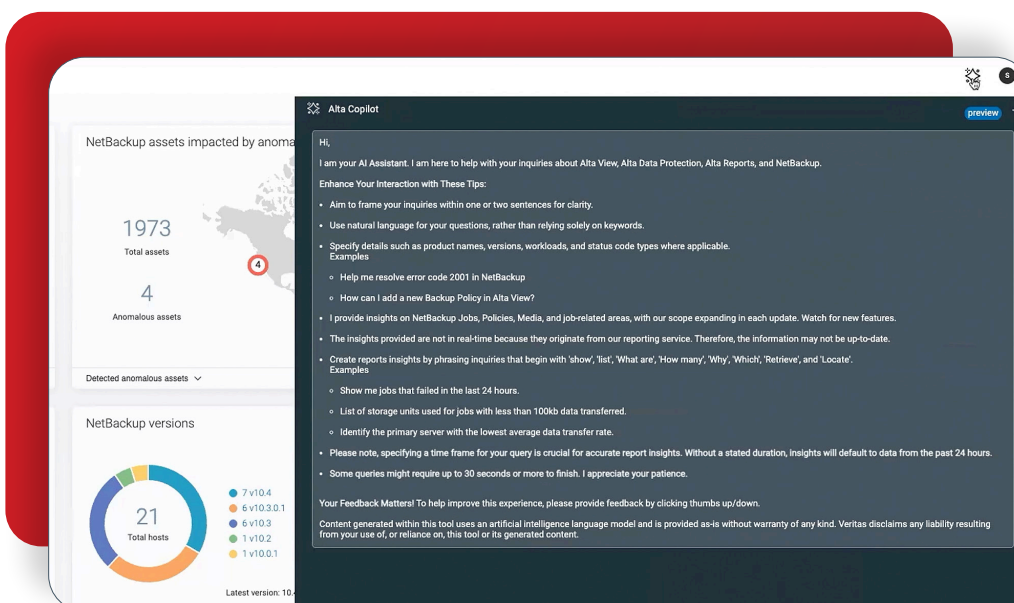 S
Alta Copilot
preview
NetBackup assets impacted by anoma
1973
Total assets
4
Anomalous assets
4
Detected anomalous assets
NetBackup versions
21
Total hosts
7 v10.4
6 v10.3.0.1
6 v10.3
1 v10.2
1 v10.0.1
Latest version: 10.
Hi,
I am your AI Assistant. I am here to help with your inquiries about Alta View, Alta Data Protection, Alta Reports, and NetBackup.
Enhance Your Interaction with These Tips:
• Aim to frame your inquiries within one or two sentences for clarity.
• Use natural language for your questions, rather than relying solely on keywords.
• Specify details such as product names, versions, workloads, and status code types where applicable.
Examples
◦ Help me resolve error code 2001 in NetBackup
◦ How can I add a new Backup Policy in Alta View?
• I provide insights on NetBackup Jobs, Policies, Media, and job-related areas, with our scope expanding in each update. Watch for new features.
• The insights provided are not in real-time because they originate from our reporting service. Therefore, the information may not be up-to-date.
• Create reports insights by phrasing inquiries that begin with 'show', 'list', 'What are', 'How many', 'Why', 'Which', 'Retrieve', and 'Locate'.
Examples
◦ Show me jobs that failed in the last 24 hours.
◦ List of storage units used for jobs with less than 100kb data transferred.
◦ Identify the primary server with the lowest average data transfer rate.
• Please note, specifying a time frame for your query is crucial for accurate report insights. Without a stated duration, insights will default to data from the past 24 hours.
• Some queries might require up to 30 seconds or more to finish. I appreciate your patience.
Your Feedback Matters! To help improve this experience, please provide feedback by clicking thumbs up/down.
Content generated within this tool uses an artificial intelligence language model and is provided as-is without warranty of any kind. Veritas disclaims any liability resulting
from your use of, or reliance on, this tool or its generated content.